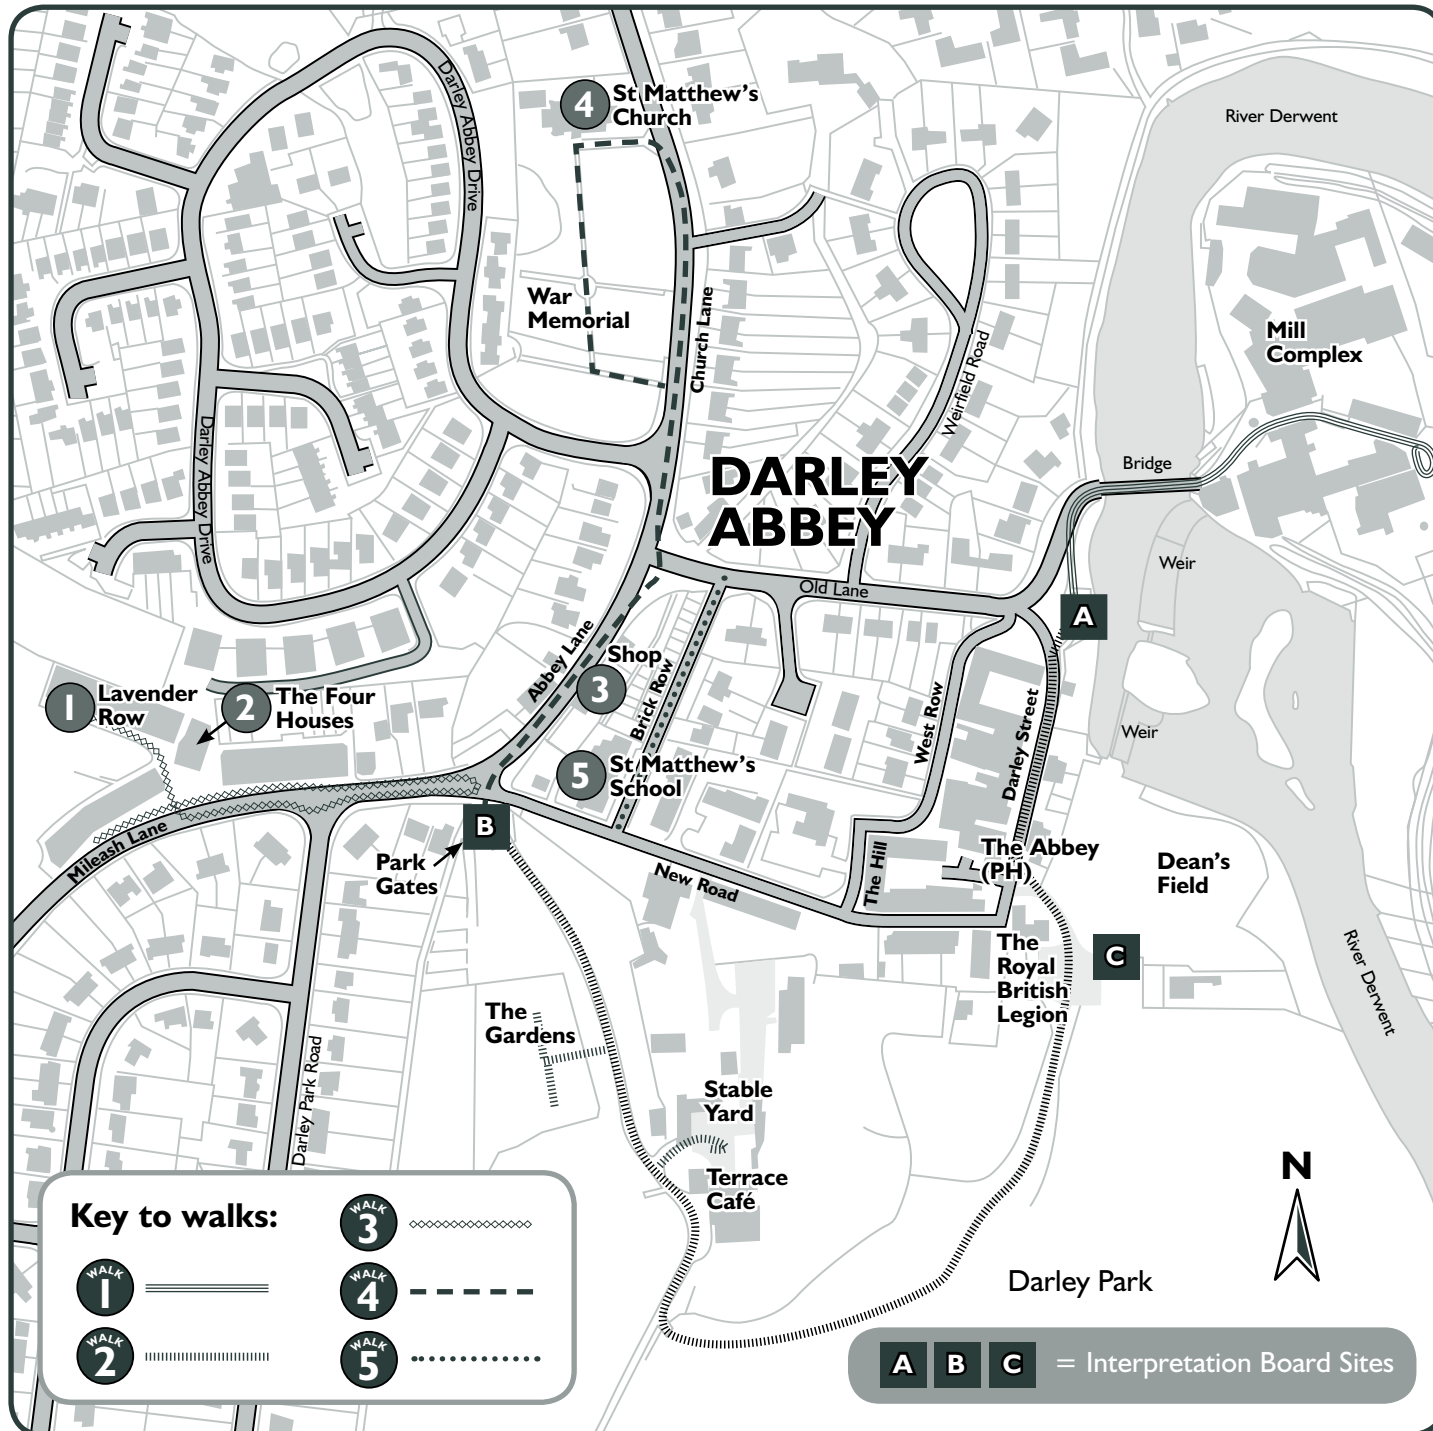 4
St Matthew's
Church
River Derwent
Darley Abbey Drive
War
Memorial
Church Lane
Mill
Complex
Weirfield Road
Darley Abbey Drive
DARLEY
ABBEY
Bridge
Weir
Old Lane
A
Abbey Lane
Shop
3
Brick Row
1
Lavender
Row
2
The Four
Houses
West Row
Darley Street
Weir
5
St Matthew's
School
B
Park
Gates
Mileash Lane
New Road
The Hill
The Abbey
(PH)
Dean's
Field
The
Royal
British
Legion
C
River Derwent
The
Gardens
Darley Park Road
Stable
Yard
Terrace
Café
N
Darley Park
Key to walks:
WALK
1
WALK
2
WALK
3
WALK
4
WALK
5
A B C = Interpretation Board Sites